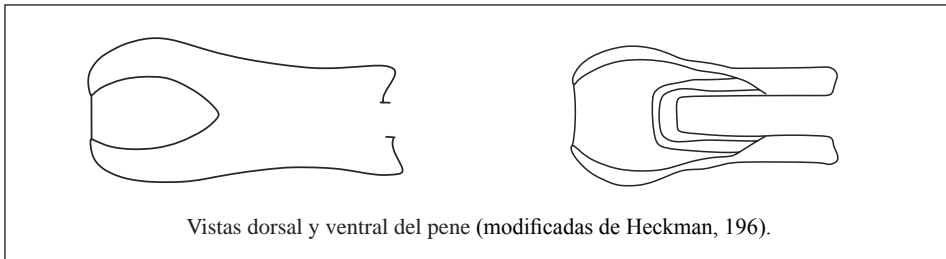 Vistas dorsal y ventral del pene (modificadas de Heckman, 196).